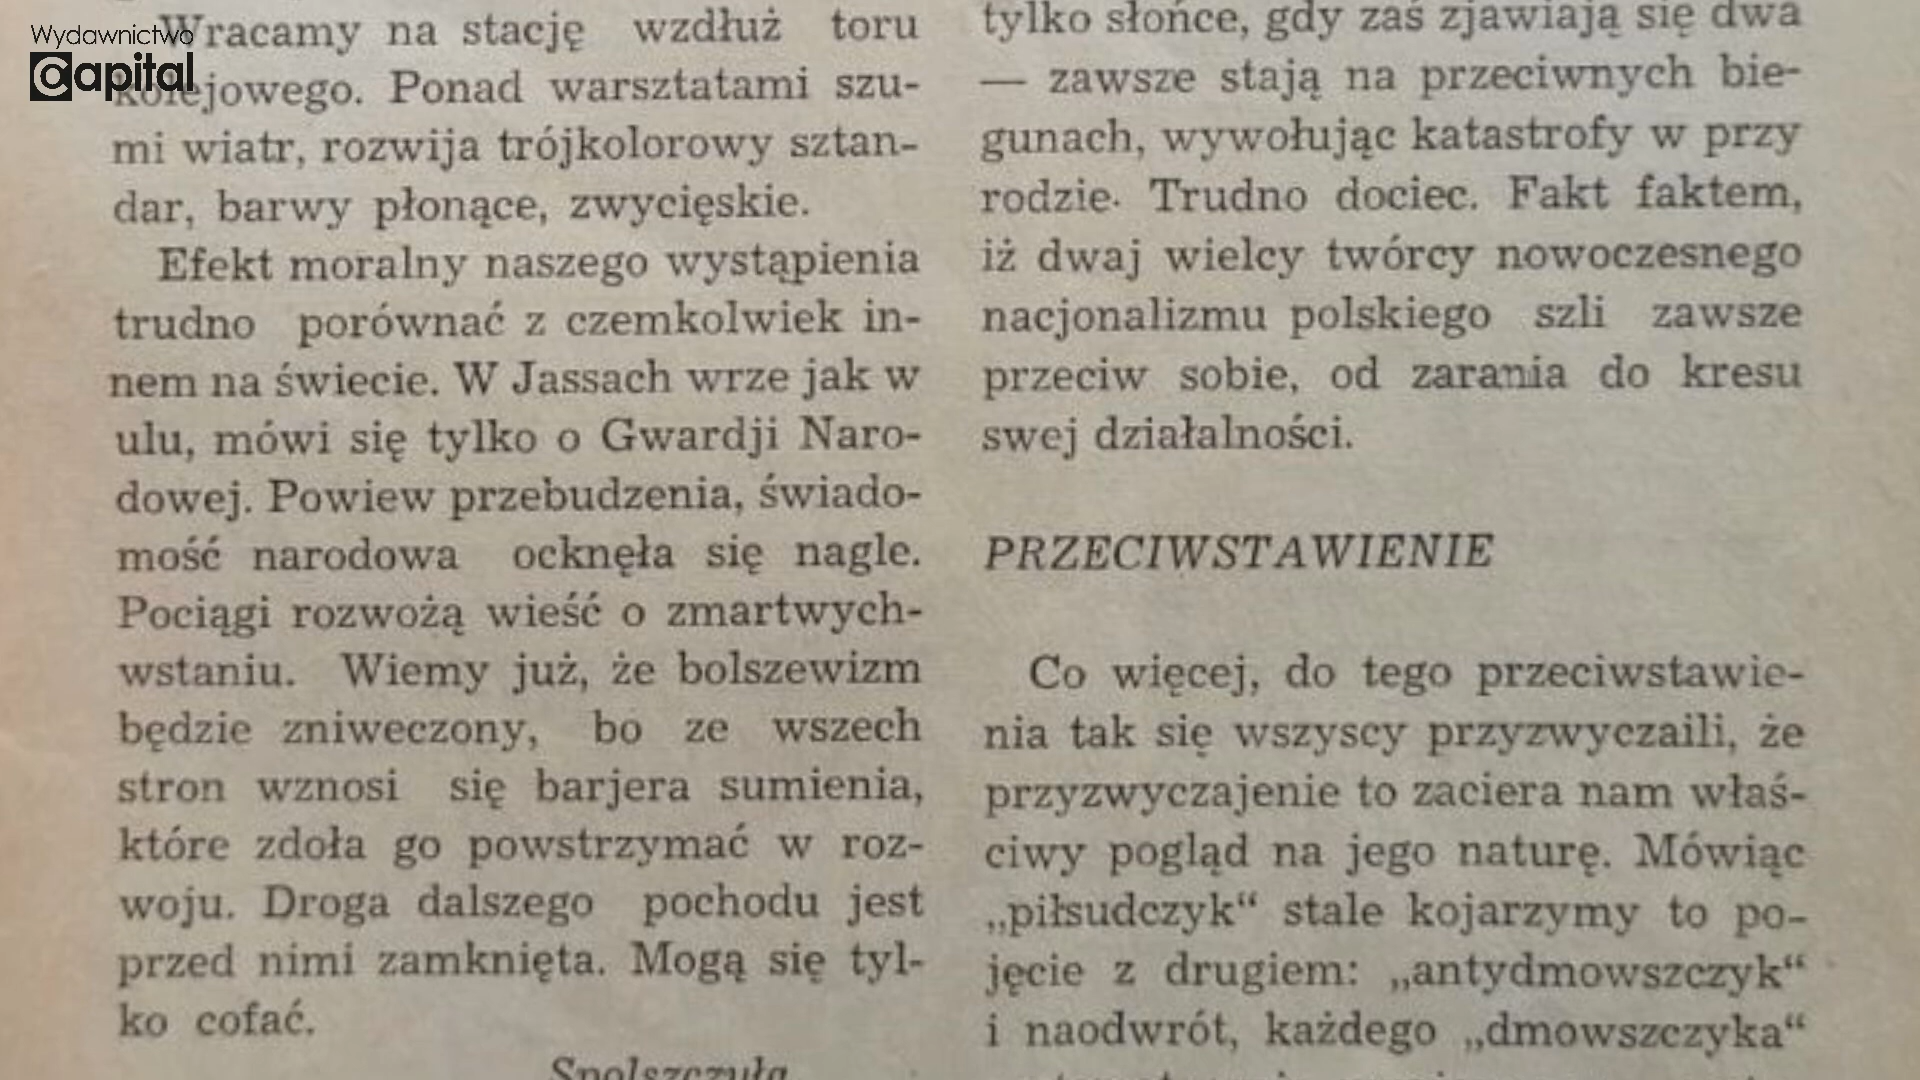 Wydawnictwo
Capital
Wracamy na stację wzdłuż toru
kolejowego. Ponad warsztatami szu-
mi wiatr, rozwija trójkolorowy sztan-
dar, barwy płonące, zwycięskie.
Efekt moralny naszego wystąpienia
trudno porównać z czemkolwiek in-
nem na świecie. W Jassach wrze jak w
ulu, mówi się tylko o Gwardji Naro-
dowej. Powiew przebudzenia, świado-
mość narodowa ocknęła się nagle.
Pociągi rozwożą wieść o zmartwych-
wstaniu. Wiemy już, że bolszewizm
będzie zniweczony, bo ze wszech
stron wznosi się barjera sumienia,
które zdoła go powstrzymać w roz-
woju. Droga dalszego pochodu jest
przed nimi zamknięta. Mogą się tyl-
ko cofać.
Spolszczyła
tylko słońce, gdy zaś zjawiają się dwa
— zawsze stają na przeciwnych bie-
gunach, wywołując katastrofy w przy
rodzie. Trudno dociec. Fakt faktem,
iż dwaj wielcy twórcy nowoczesnego
nacjonalizmu polskiego szli zawsze
przeciw sobie, od zarania do kresu
swej działalności.
PRZECIWSTAWIENIE
Co więcej, do tego przeciwstawie-
nia tak się wszyscy przyzwyczaili, że
przyzwyczajenie to zaciera nam właś-
ciwy pogląd na jego naturę. Mówiąc
„piłsudczyk“ stale kojarzymy to po-
jęcie z drugiem: „antydmowszczyk“
i naodwrót, każdego „dmowszczyka“